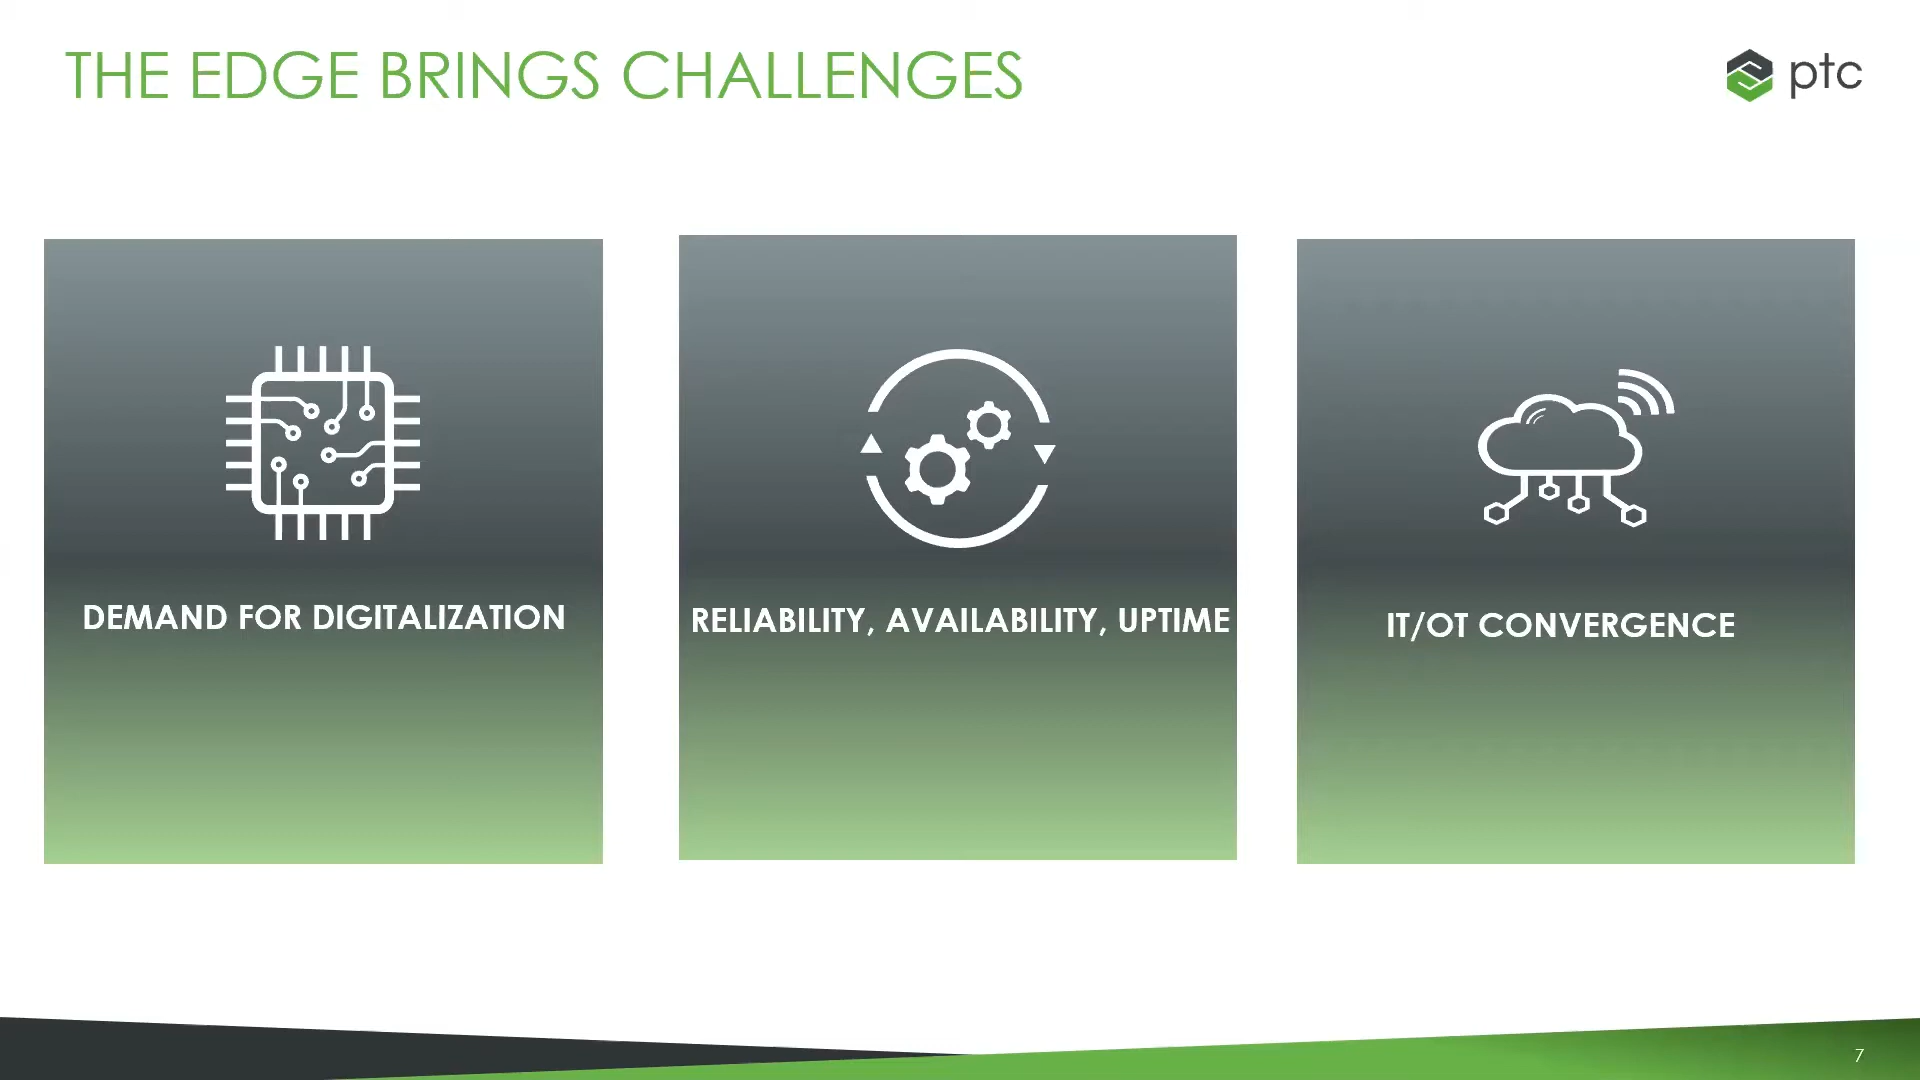 THE EDGE BRINGS CHALLENGES
ptc
DEMAND FOR DIGITALIZATION
RELIABILITY, AVAILABILITY, UPTIME
IT/OT CONVERGENCE
7